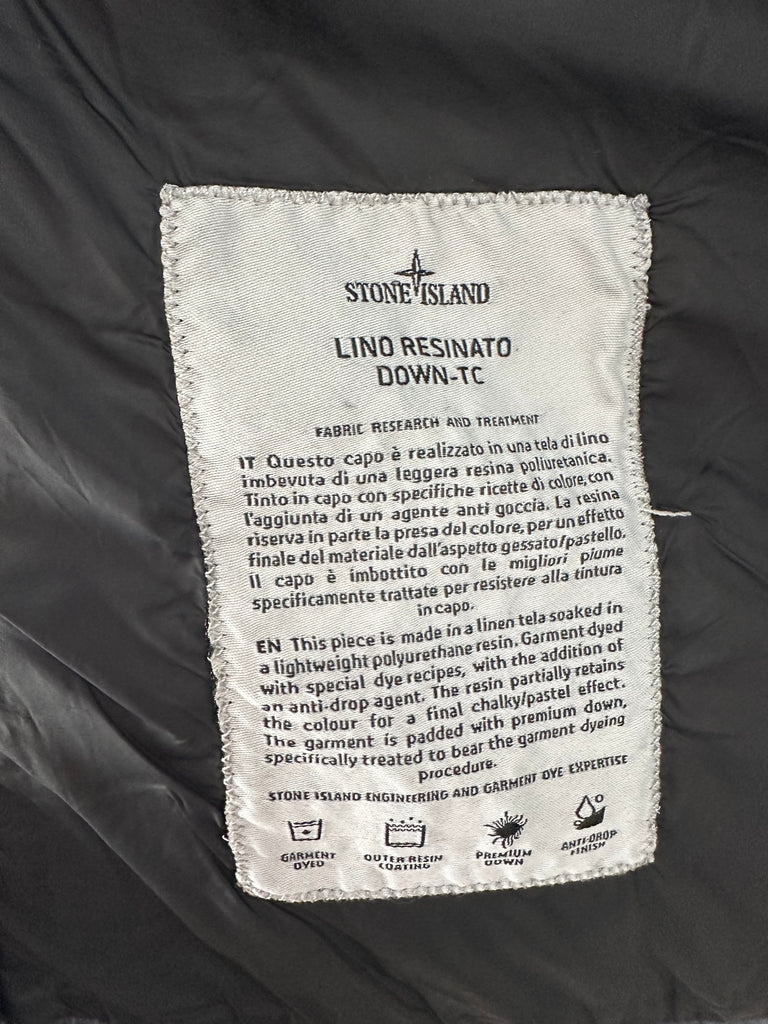 STONE ISLAND
LINO RESINATO
DOWN-TC
FABRIC RESEARCH AND TREATMENT
IT Questo capo è realizzato in una tela di lino
imbevuta di una leggera resina poliuretanica.
Tinto in capo con specifiche ricette di colore, con
l'aggiunta di un agente anti goccia. La resina
riserva in parte la presa del colore, per un effetto
finale del materiale dall'aspetto gessato/pastello.
Il capo è imbottito con le migliori piume
specificamente trattate per resistere alla tintura
in capo.
EN This piece is made in a linen tela soaked in
a lightweight polyurethane resin. Garment dyed
with special dye recipes, with the addition of
an anti-drop agent. The resin partially retains
the colour for a final chalky/pastel effect.
The garment is padded with premium down,
specifically treated to bear the garment dyeing
procedure.
STONE ISLAND ENGINEERING AND GARMENT DYE EXPERTISE
GARMENT DYED
OUTER RESIN COATING
PREMIUM DOWN
ANTI-DROP FINISH